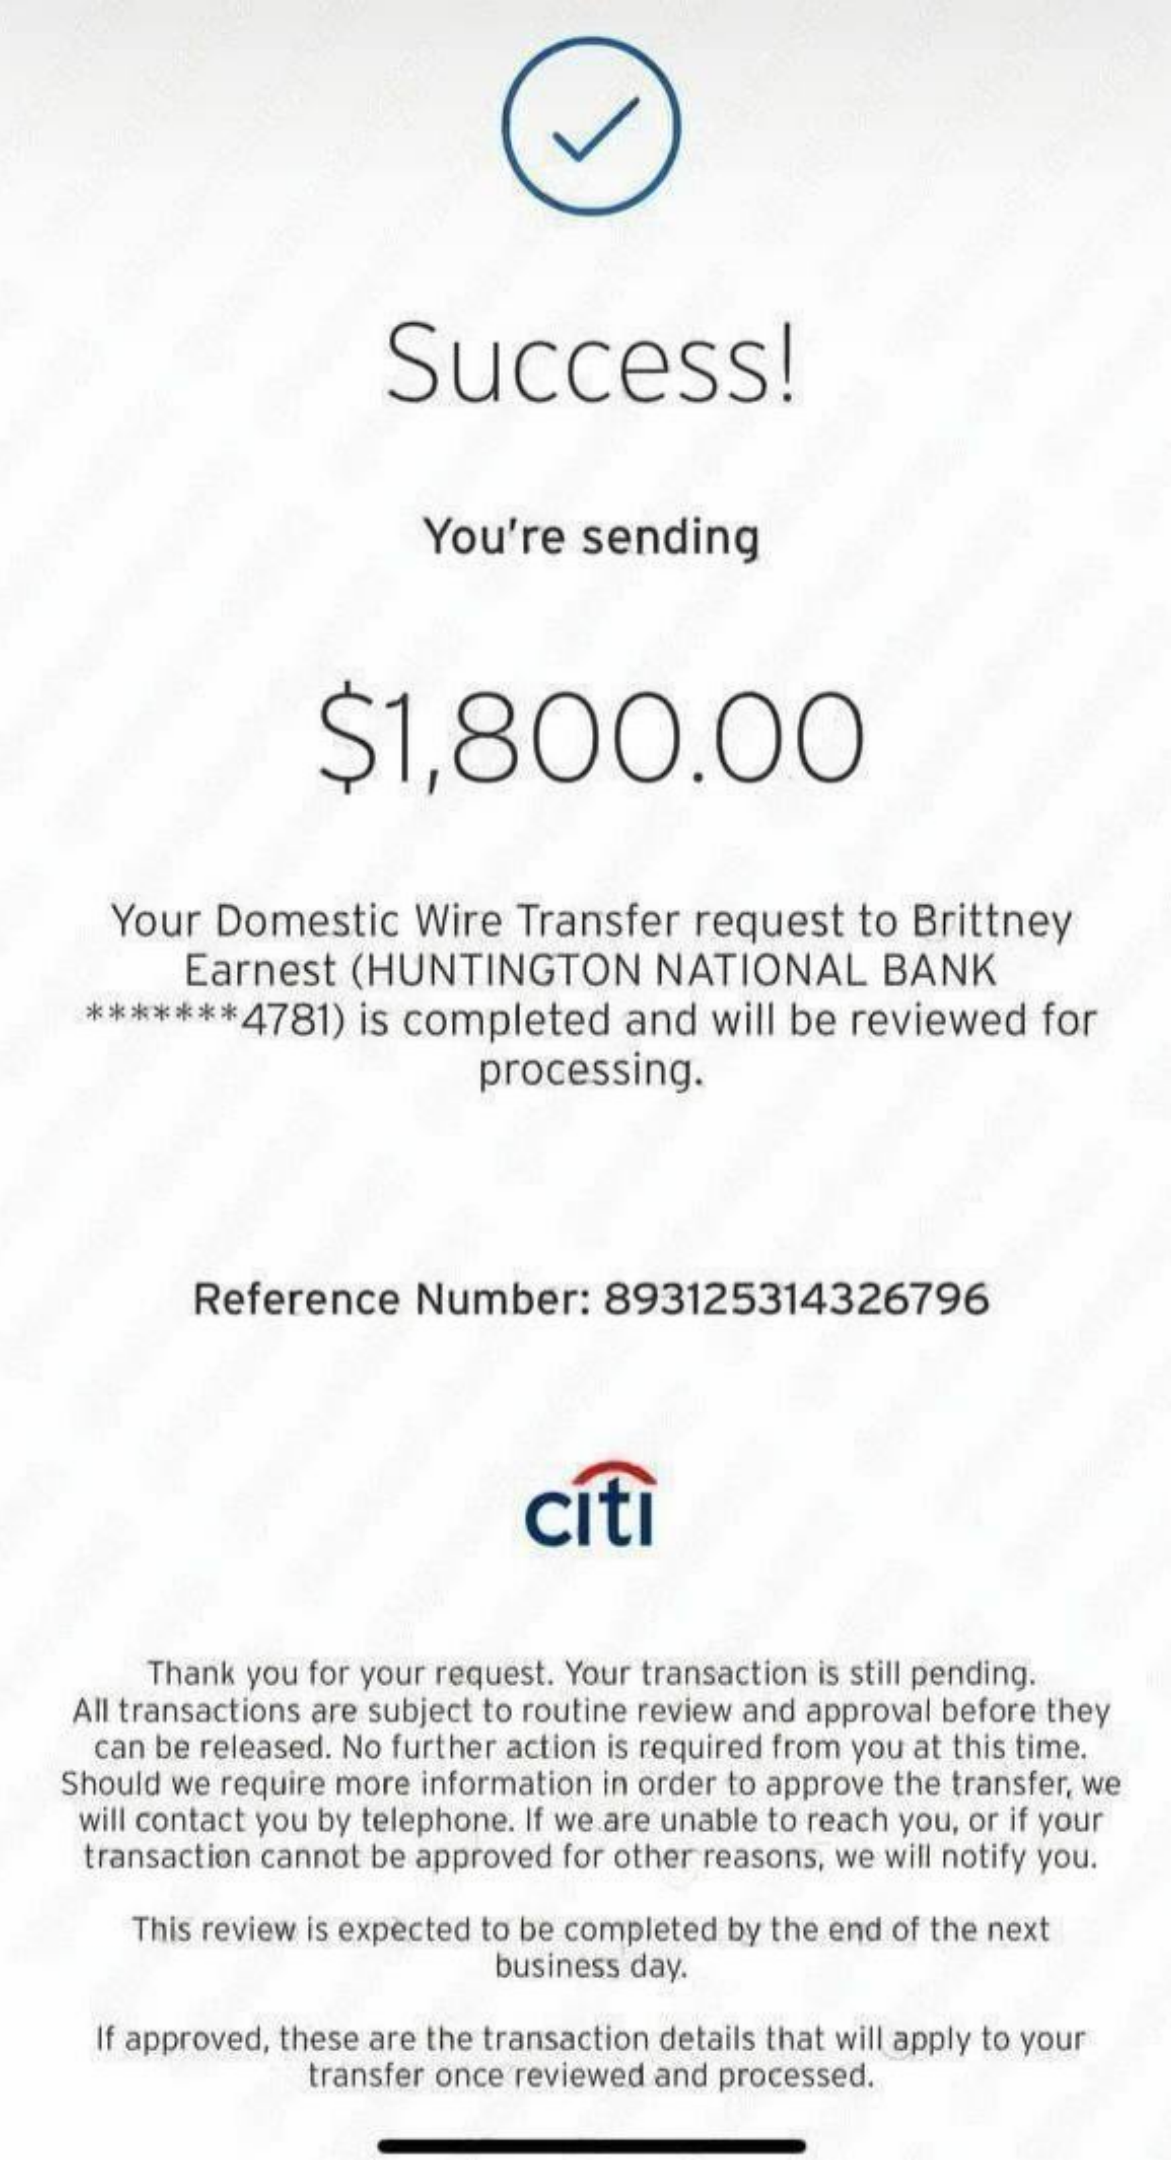 Success!
You're sending
$1,800.00
Your Domestic Wire Transfer request to Brittney
Earnest (HUNTINGTON NATIONAL BANK
*******4781) is completed and will be reviewed for
processing.
Reference Number: 893125314326796
citi
Thank you for your request. Your transaction is still pending.
All transactions are subject to routine review and approval before they
can be released. No further action is required from you at this time.
Should we require more information in order to approve the transfer, we
will contact you by telephone. If we are unable to reach you, or if your
transaction cannot be approved for other reasons, we will notify you.
This review is expected to be completed by the end of the next
business day.
If approved, these are the transaction details that will apply to your
transfer once reviewed and processed.